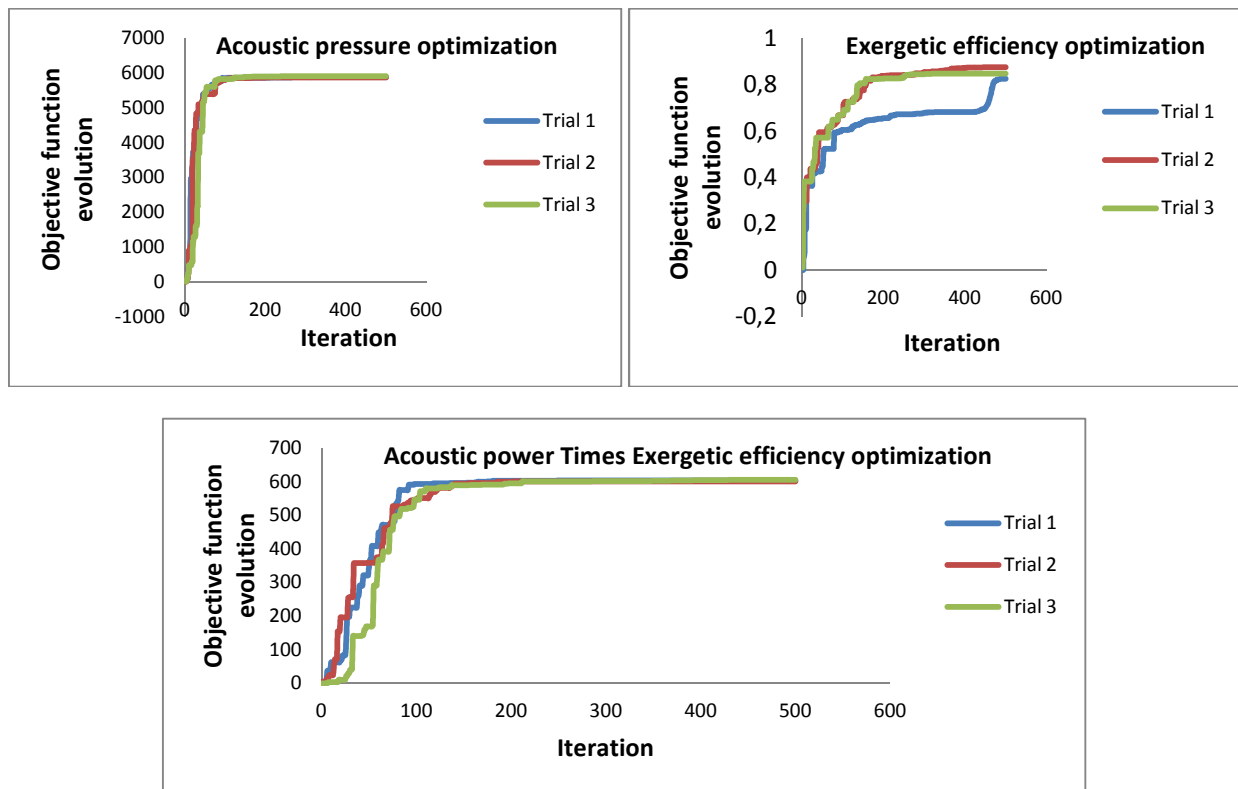 Acoustic pressure optimization
7000
6000
5000
4000
3000
2000
1000
0
-1000
0 200 400 600
Objective function
evolution
Iteration
Trial 1
Trial 2
Trial 3
Exergetic efficiency optimization
1
0,8
0,6
0,4
0,2
0
-0,2
0 200 400 600
Objective function
evolution
Iteration
Trial 1
Trial 2
Trial 3
Acoustic power Times Exergetic efficiency optimization
700
600
500
400
300
200
100
0
0 100 200 300 400 500 600
Objective function
evolution
Iteration
Trial 1
Trial 2
Trial 3